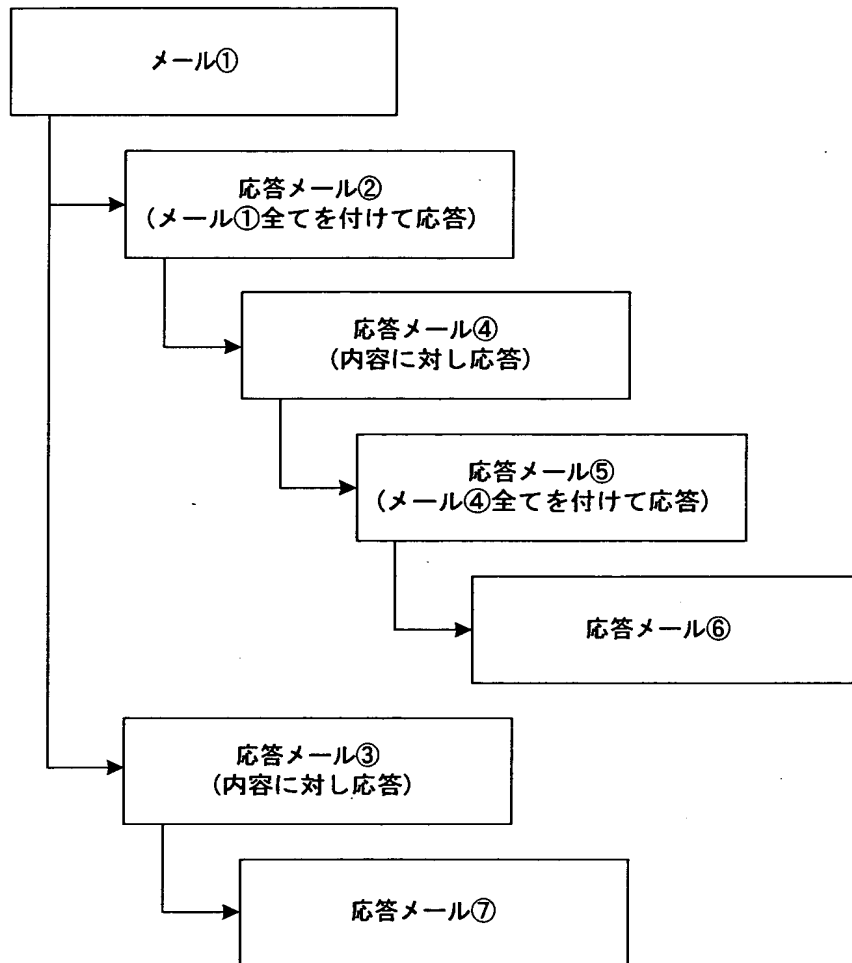 メール①
応答メール②
(メール①全てを付けて応答)
応答メール④
(内容に対し応答)
応答メール⑤
(メール④全てを付けて応答)
応答メール⑥
応答メール③
(内容に対し応答)
応答メール⑦